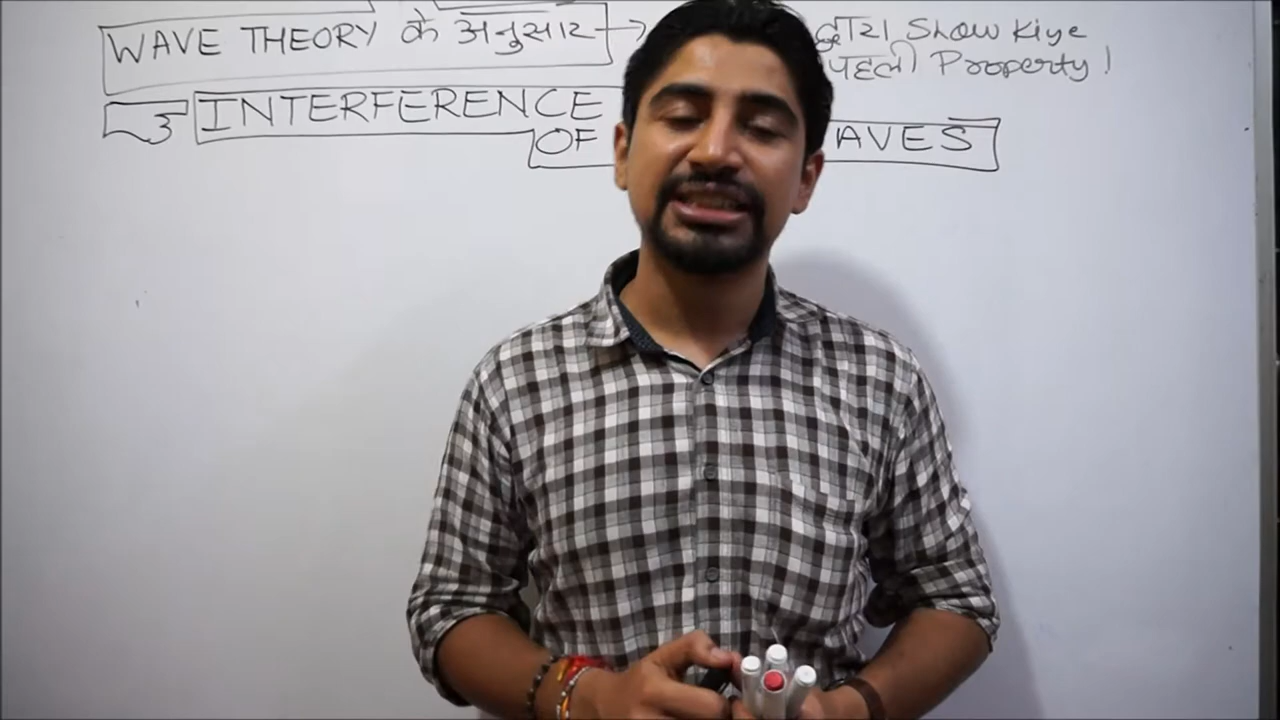 WAVE THEORY के अनुसार → द्वारा Show Kiye
पहली Property !
☞ INTERFERENCE
OF AVES